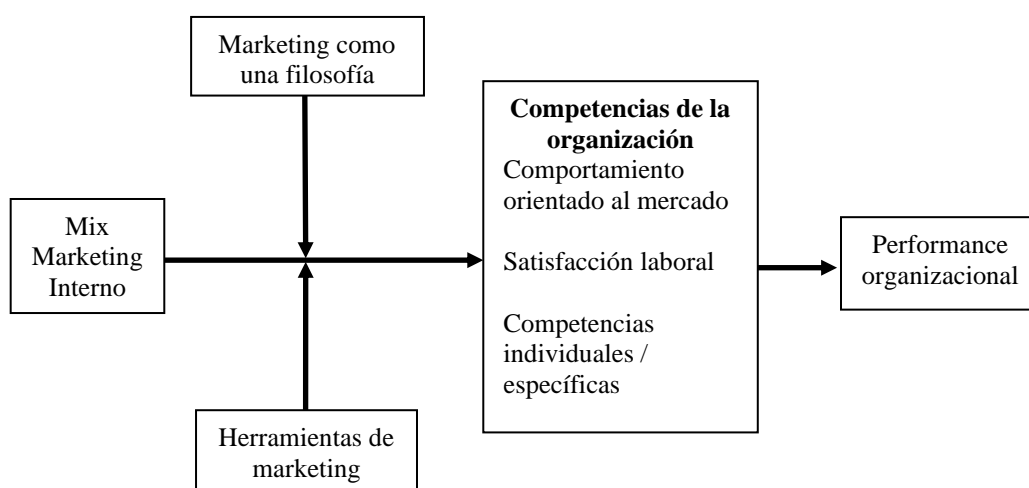 Marketing como
una filosofía
Mix
Marketing
Interno
Herramientas de
marketing
Competencias de la
organización
Comportamiento
orientado al mercado
Satisfacción laboral
Competencias
individuales /
específicas
Performance
organizacional